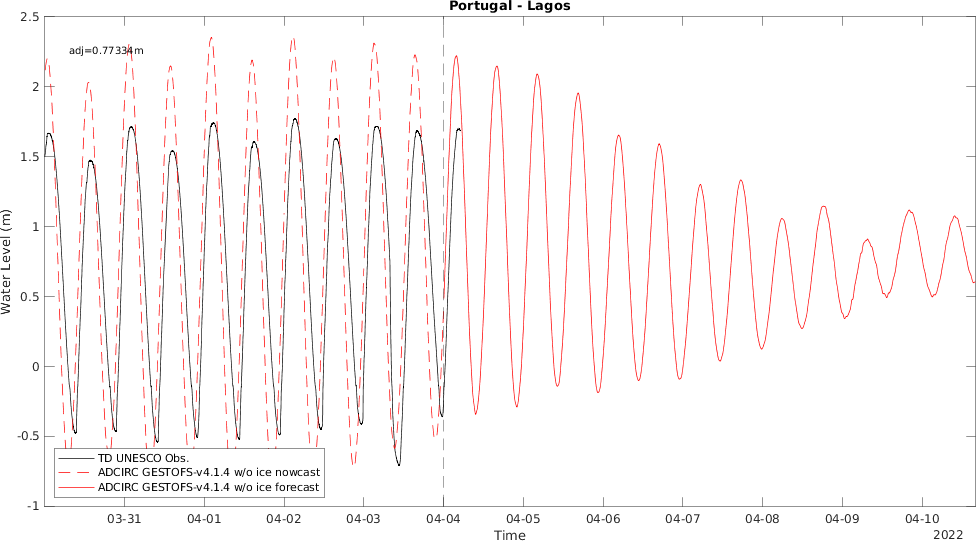 Portugal - Lagos
adj=0.77334m
Water Level (m)
2.5
2
1.5
1
0.5
0
-0.5
-1
TD UNESCO Obs.
ADCIRC GESTOFS-v4.1.4 w/o ice nowcast
ADCIRC GESTOFS-v4.1.4 w/o ice forecast
03-31 04-01 04-02 04-03 04-04 04-05 04-06 04-07 04-08 04-09 04-10
Time
2022